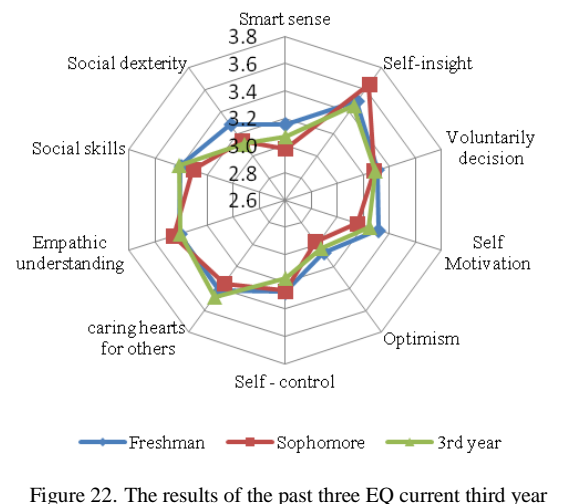 Smart sense
3.8
3.6
3.4
3.2
3.0
2.8
2.6
Self-insight
Voluntarily
decision
Self
Motivation
Optimism
Self - control
caring hearts
for others
Empathic
understanding
Social skills
Social dexterity
Freshman
Sophomore
3rd year
Figure 22. The results of the past three EQ current third year